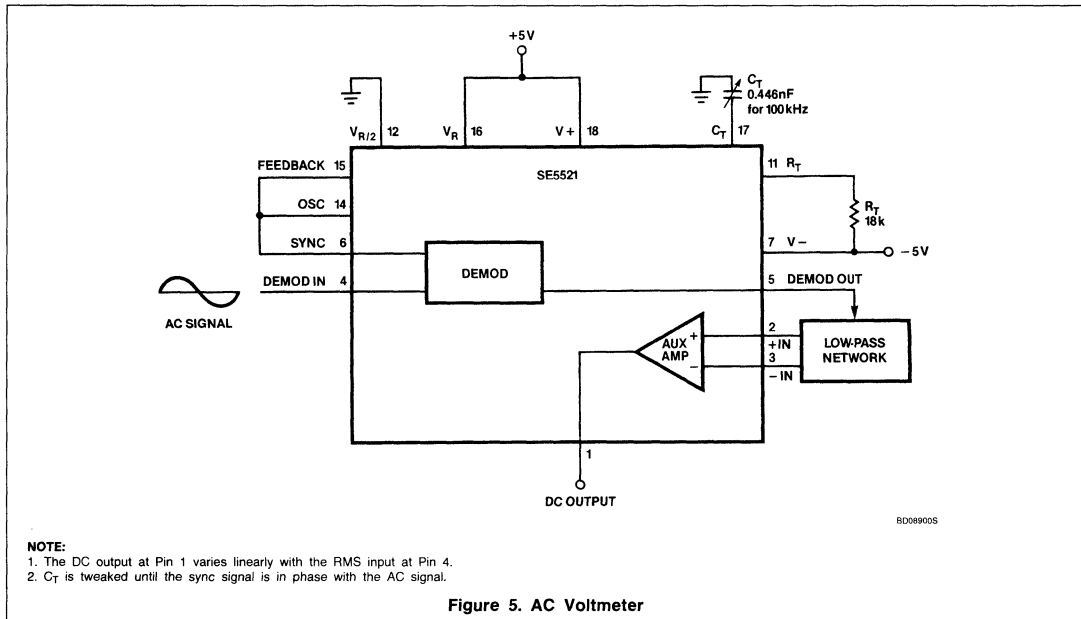 +5V
C_T
0.446nF
for 100kHz
V_R/2 12
V_R 16
V+ 18
C_T 17
FEEDBACK 15
SE5521
11 R_T
OSC 14
R_T
18k
SYNC 6
7 V−
−5V
DEMOD
DEMOD IN 4
5 DEMOD OUT
AC SIGNAL
AUX
AMP
+
−
2
+IN
3
−IN
LOW-PASS
NETWORK
1
DC OUTPUT
BD08900S
NOTE:
1. The DC output at Pin 1 varies linearly with the RMS input at Pin 4.
2. C_T is tweaked until the sync signal is in phase with the AC signal.
Figure 5. AC Voltmeter